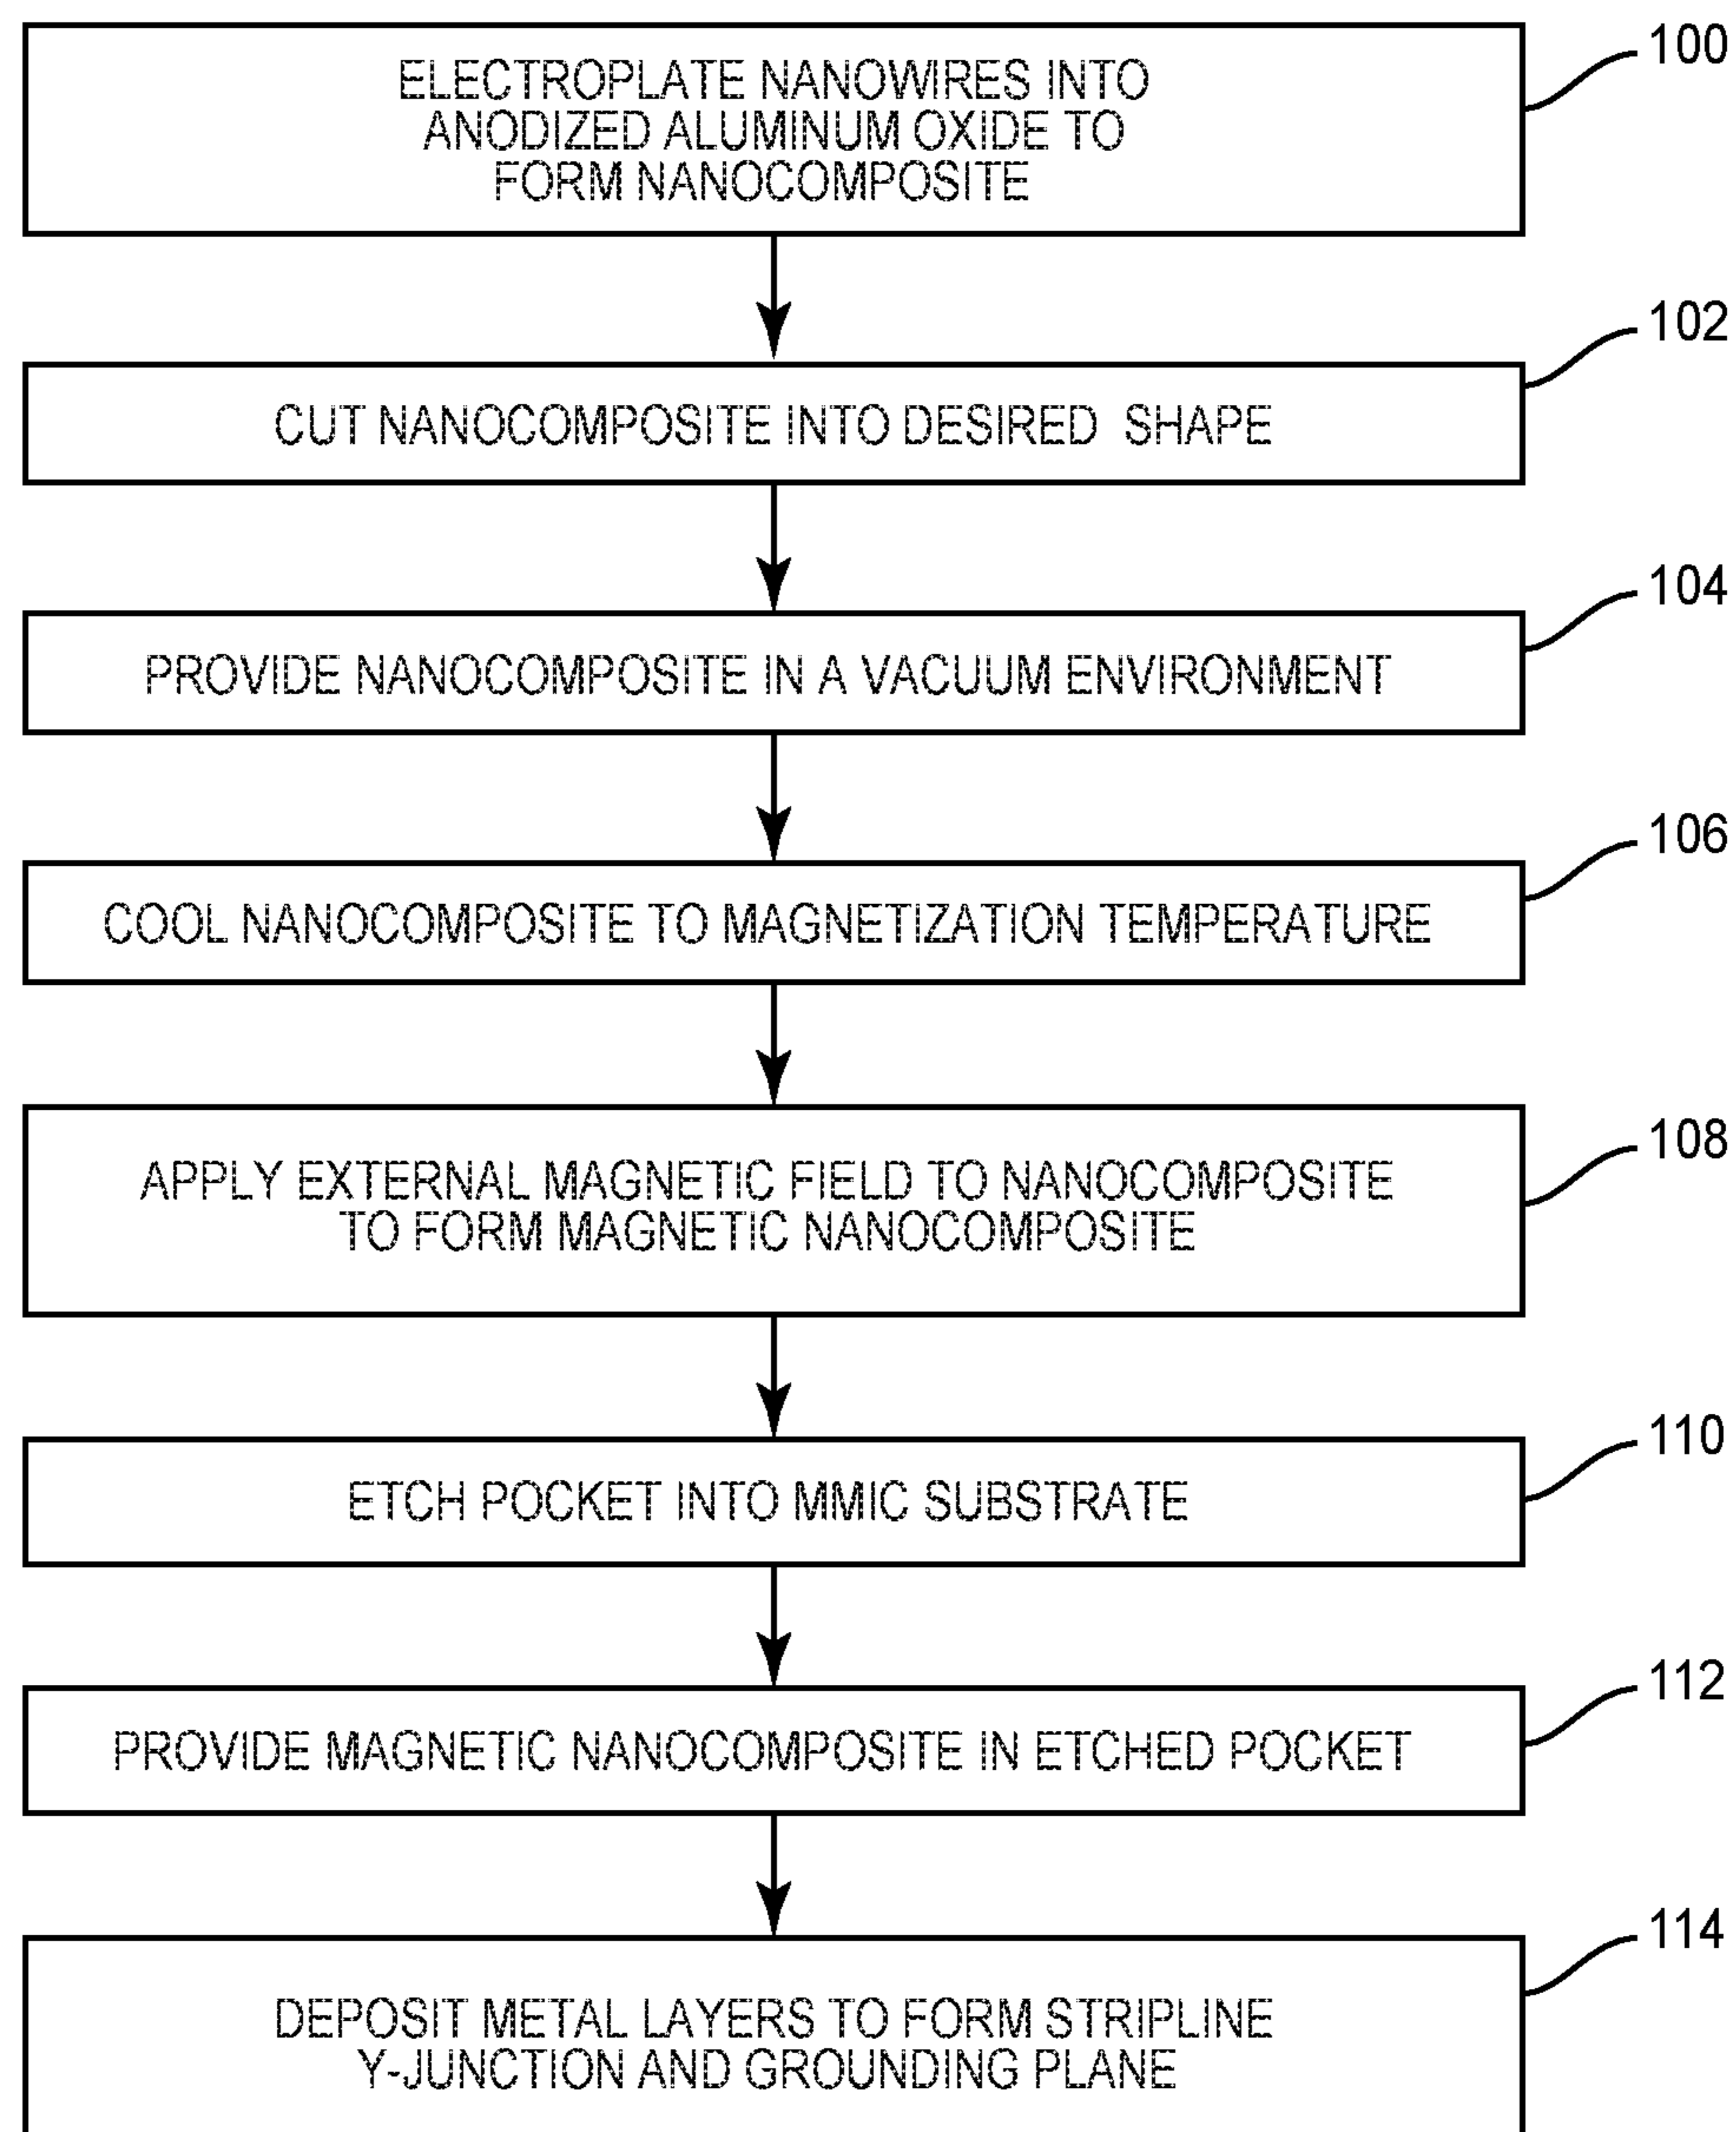 100
ELECTROPLATE NANOWIRES INTO
ANODIZED ALUMINUM OXIDE TO
FORM NANOCOMPOSITE
102
CUT NANOCOMPOSITE INTO DESIRED SHAPE
104
PROVIDE NANOCOMPOSITE IN A VACUUM ENVIRONMENT
106
COOL NANOCOMPOSITE TO MAGNETIZATION TEMPERATURE
108
APPLY EXTERNAL MAGNETIC FIELD TO NANOCOMPOSITE
TO FORM MAGNETIC NANOCOMPOSITE
110
ETCH POCKET INTO MMIC SUBSTRATE
112
PROVIDE MAGNETIC NANOCOMPOSITE IN ETCHED POCKET
114
DEPOSIT METAL LAYERS TO FORM STRIPLINE
Y-JUNCTION AND GROUNDING PLANE